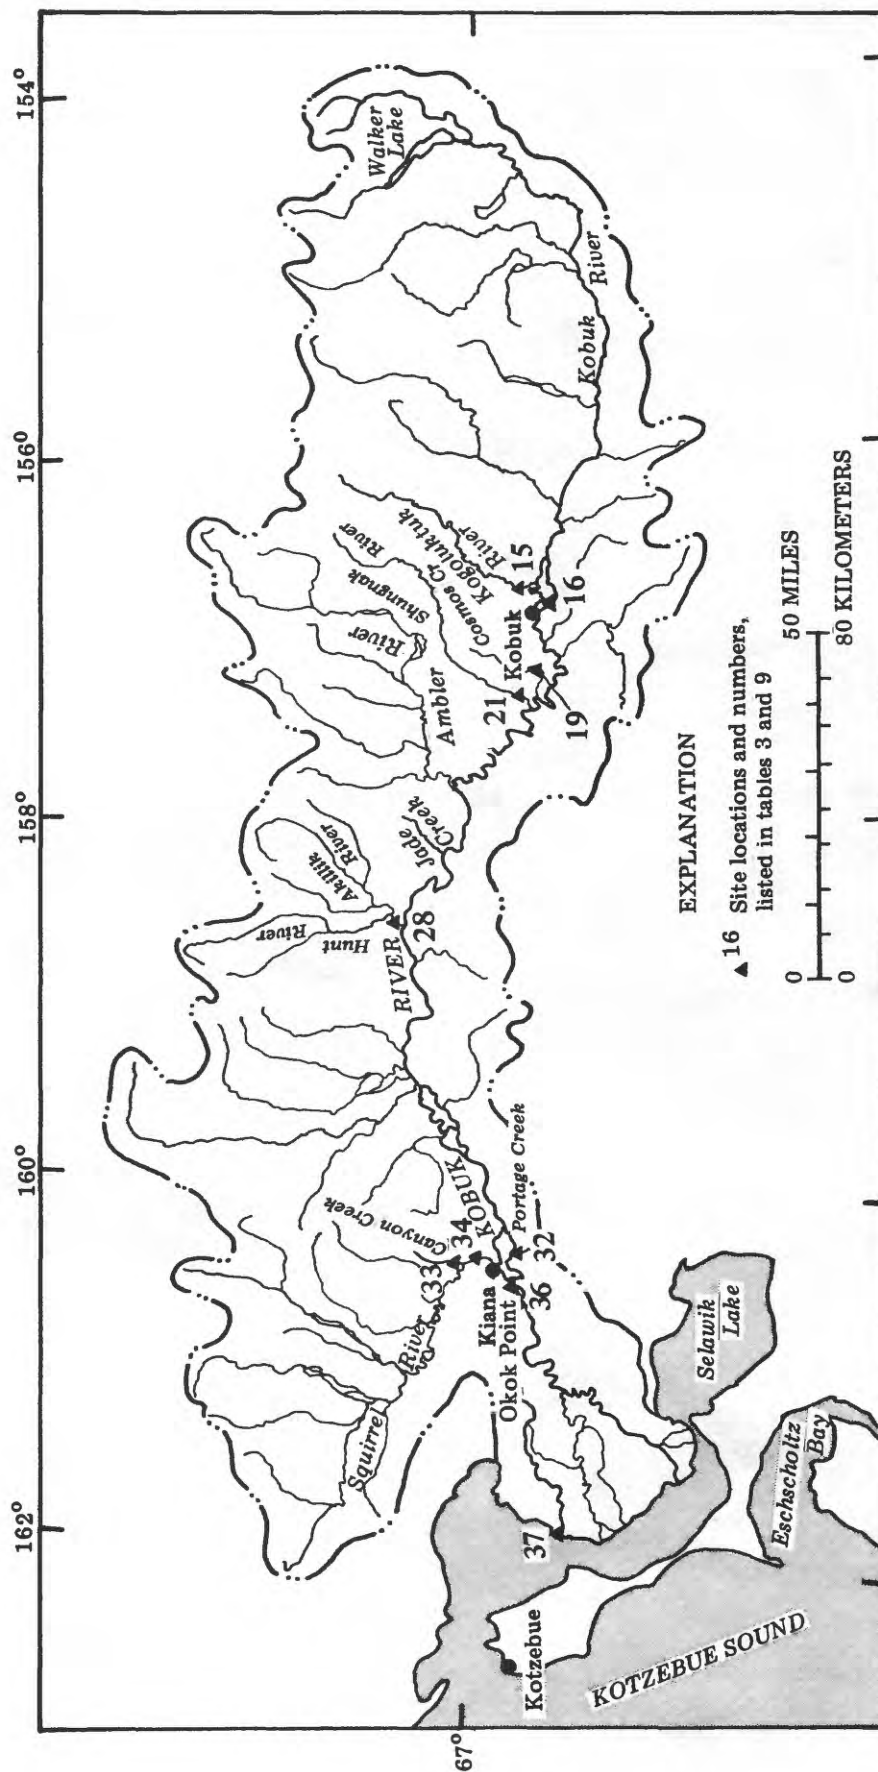 162°
160°
158°
156°
154°
67°
Walker
Lake
Kobuk
River
Kogoluktuk
River
Cosmos Cr
Shungnak
River
Ambler
River
Jade
Creek
Akillik
River
Hunt
River
RIVER
KOBUK
Canyon Creek
Squirrel
River
Portage Creek
Kobuk
15
16
19
21
28
32
33
34
36
37
Kiana
Okok Point
Kotzebue
KOTZEBUE SOUND
Selawik
Lake
Eschscholtz
Bay
EXPLANATION
▲ 16 Site locations and numbers,
listed in tables 3 and 9
0 50 MILES
0 80 KILOMETERS